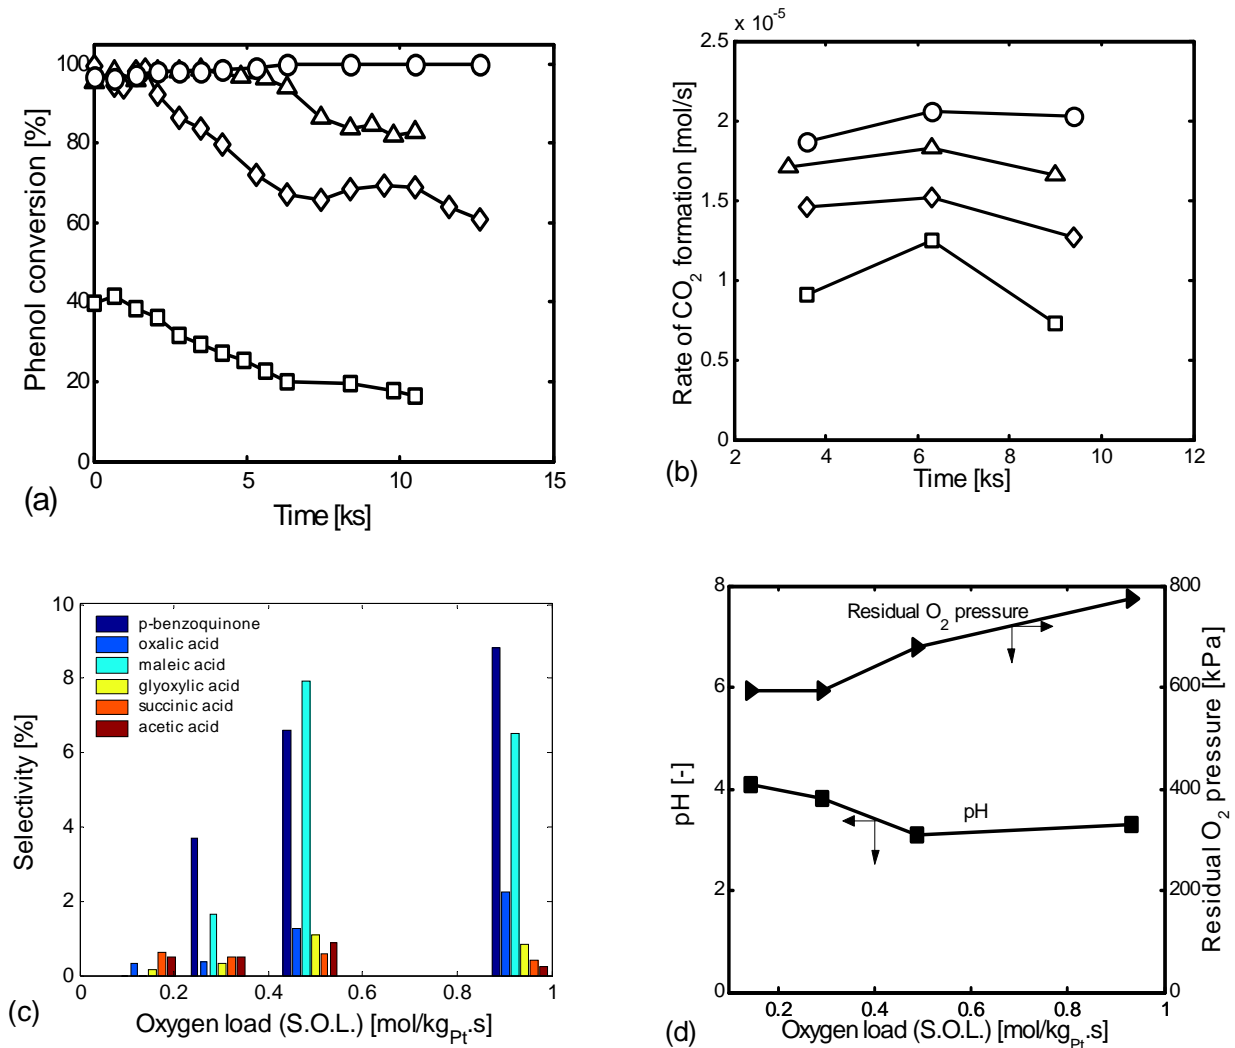 100
80
60
40
20
0
Phenol conversion [%]
0
5
10
15
Time [ks]
(a)
x 10-5
2.5
2
1.5
1
0.5
0
Rate of CO2 formation [mol/s]
2
4
6
8
10
12
Time [ks]
(b)
10
8
6
4
2
0
Selectivity [%]
p-benzoquinone
oxalic acid
maleic acid
glyoxylic acid
succinic acid
acetic acid
0
0.2
0.4
0.6
0.8
1
Oxygen load (S.O.L.) [mol/kgPt.s]
(c)
8
6
4
2
0
pH [-]
Residual O2 pressure
pH
800
600
400
200
0
Residual O2 pressure [kPa]
0.2
0.4
0.6
0.8
1
Oxygen load (S.O.L.) [mol/kgPt.s]
(d)